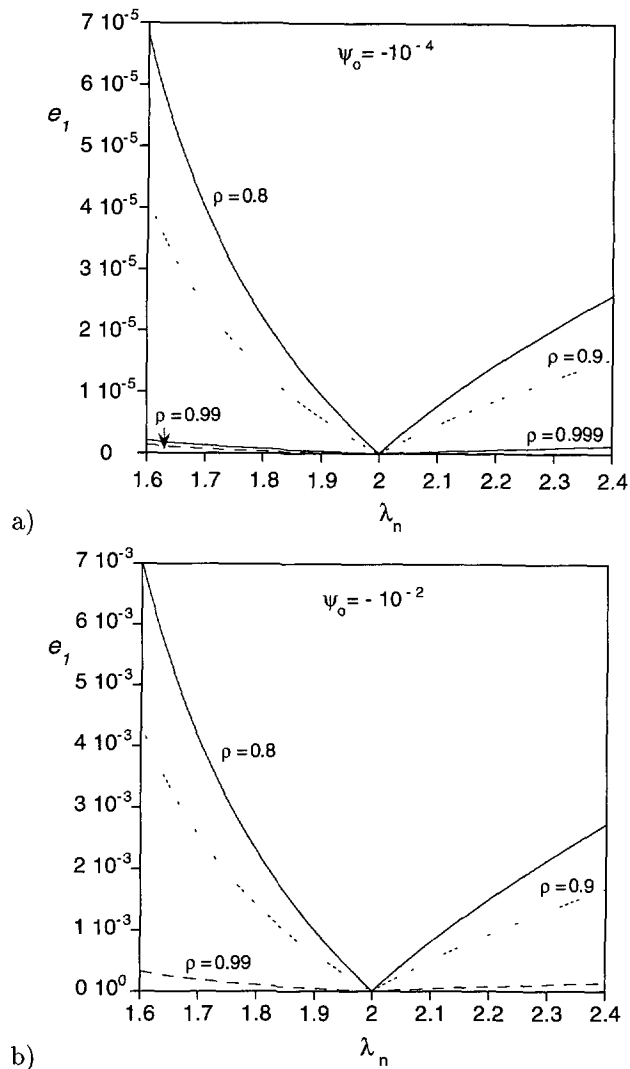 7 10⁻⁵
ψₒ = -10⁻⁴
6 10⁻⁵
e₁
5 10⁻⁵
ρ = 0.8
4 10⁻⁵
3 10⁻⁵
2 10⁻⁵
ρ = 0.9
1 10⁻⁵
ρ = 0.99
ρ = 0.999
0
1.6 1.7 1.8 1.9 2 2.1 2.2 2.3 2.4
λₙ
a)
7 10⁻³
ψₒ = - 10⁻²
6 10⁻³
e₁
5 10⁻³
4 10⁻³
ρ = 0.8
3 10⁻³
2 10⁻³
ρ = 0.9
1 10⁻³
ρ = 0.99
0 10⁰
1.6 1.7 1.8 1.9 2 2.1 2.2 2.3 2.4
λₙ
b)